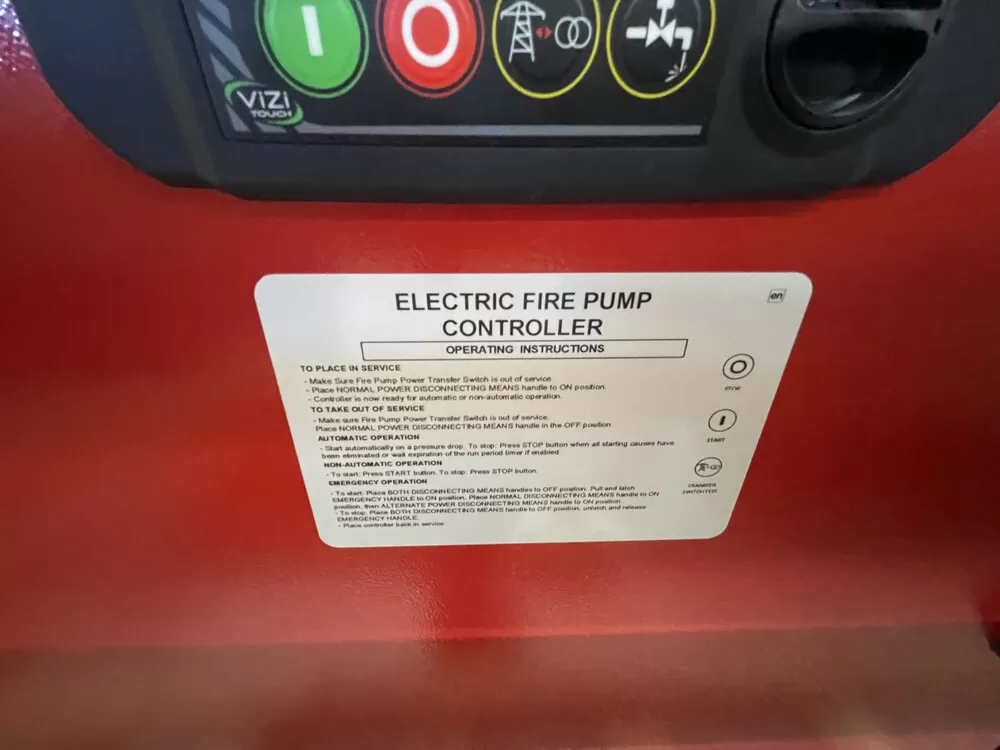 ViZi
TOUCH
en
ELECTRIC FIRE PUMP
CONTROLLER
OPERATING INSTRUCTIONS
TO PLACE IN SERVICE
- Make Sure Fire Pump Power Transfer Switch is out of service
- Place NORMAL POWER DISCONNECTING MEANS handle to ON position
- Controller is now ready for automatic or non-automatic operation.
TO TAKE OUT OF SERVICE
- Make sure Fire Pump Power Transfer Switch is out of service.
Place NORMAL POWER DISCONNECTING MEANS handle in the OFF position
AUTOMATIC OPERATION
- Start automatically on a pressure drop. To stop: Press STOP button when all starting causes have
been eliminated or wait expiration of the run period timer if enabled.
NON-AUTOMATIC OPERATION
- To start: Press START button. To stop: Press STOP button.
EMERGENCY OPERATION
- To start: Place BOTH DISCONNECTING MEANS handles to OFF position. Pull and latch
EMERGENCY HANDLE to ON position. Place NORMAL DISCONNECTING MEANS handle to ON
position, then ALTERNATE POWER DISCONNECTING MEANS handle to ON position.
- To stop: Place BOTH DISCONNECTING MEANS handle to OFF position, unlatch and release
EMERGENCY HANDLE.
- Place controller back in service
STOP
START
TRANSFER
SWITCH TEST